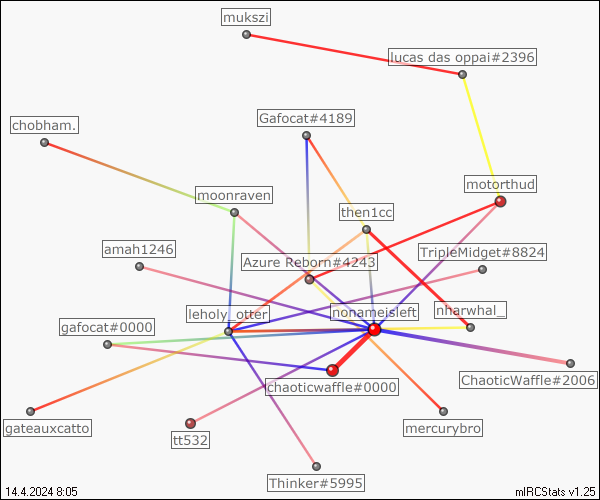 mukszi
lucas das oppai#2396
Gafocat#4189
chobham.
motorthud
moonraven
then1cc
amah1246
TripleMidget#8824
Azure Reborn#4243
leholy_otter
nonameisleft
nharwhal_
gafocat#0000
ChaoticWaffle#2006
chaoticwaffle#0000
gateauxcatto
mercurybro
tt532
Thinker#5995
14.4.2024 8:05
mIRCStats v1.25